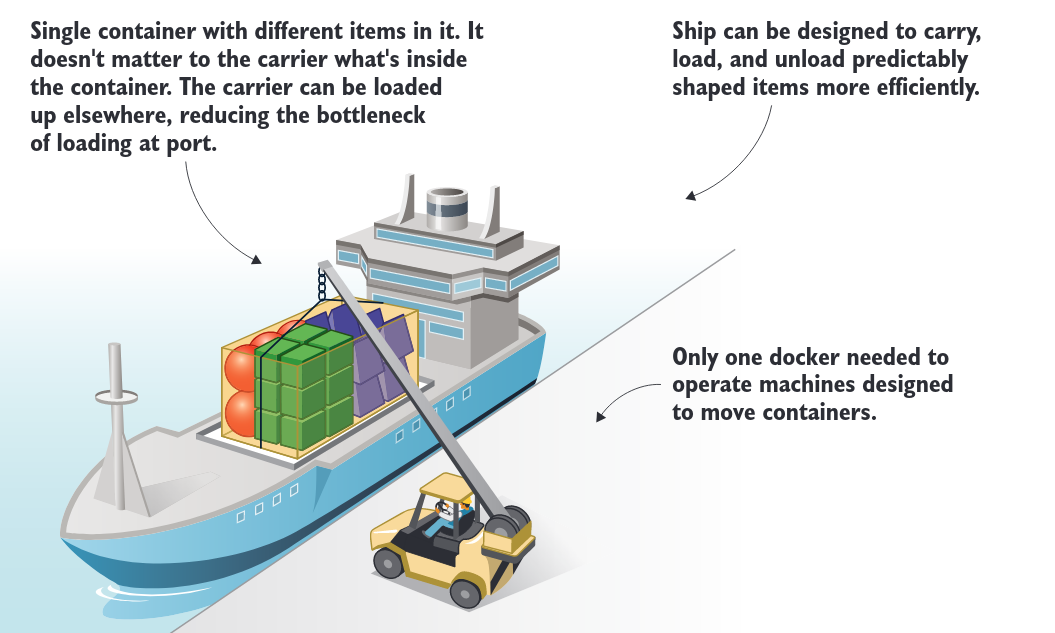 Single container with different items in it. It
doesn't matter to the carrier what's inside
the container. The carrier can be loaded
up elsewhere, reducing the bottleneck
of loading at port.
Ship can be designed to carry,
load, and unload predictably
shaped items more efficiently.
Only one docker needed to
operate machines designed
to move containers.